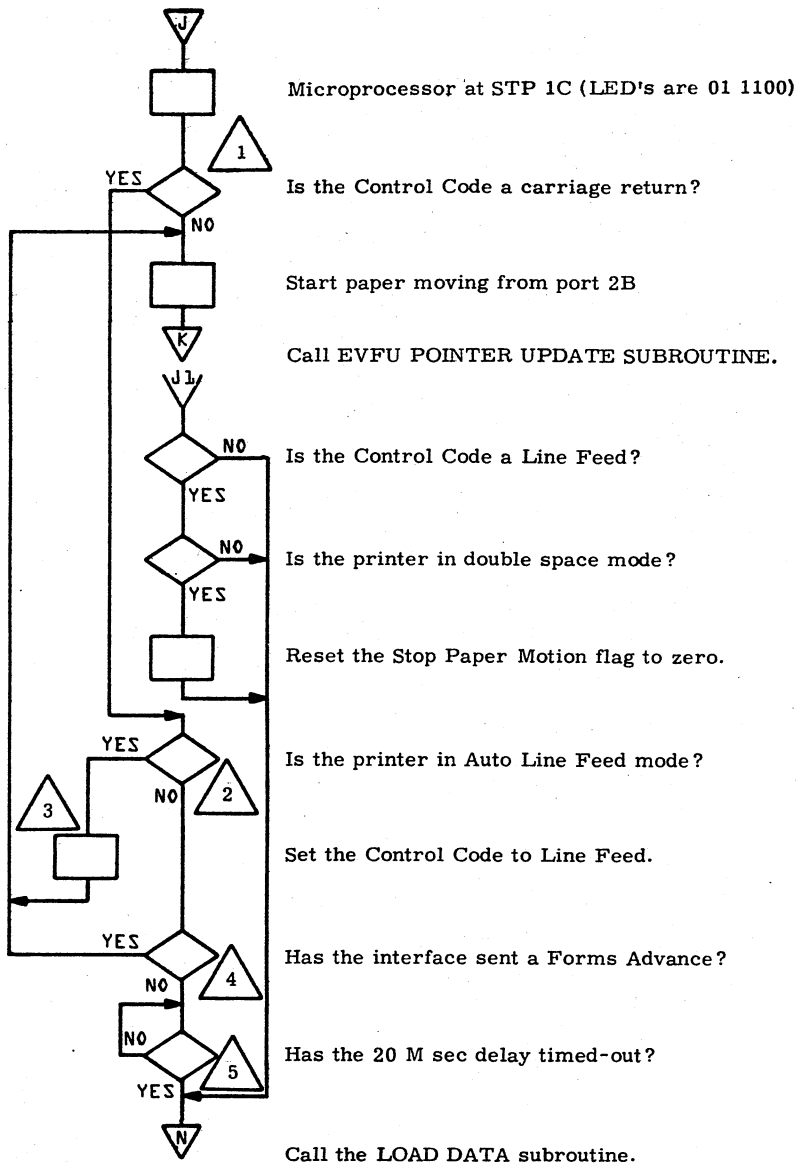 J
Microprocessor at STP 1C (LED's are 01 1100)
1
YES
Is the Control Code a carriage return?
NO
Start paper moving from port 2B
K
Call EVFU POINTER UPDATE SUBROUTINE.
J1
NO
Is the Control Code a Line Feed?
YES
NO
Is the printer in double space mode?
YES
Reset the Stop Paper Motion flag to zero.
YES
Is the printer in Auto Line Feed mode?
NO
2
3
Set the Control Code to Line Feed.
YES
Has the interface sent a Forms Advance?
NO
4
NO
Has the 20 M sec delay timed-out?
YES
5
N
Call the LOAD DATA subroutine.